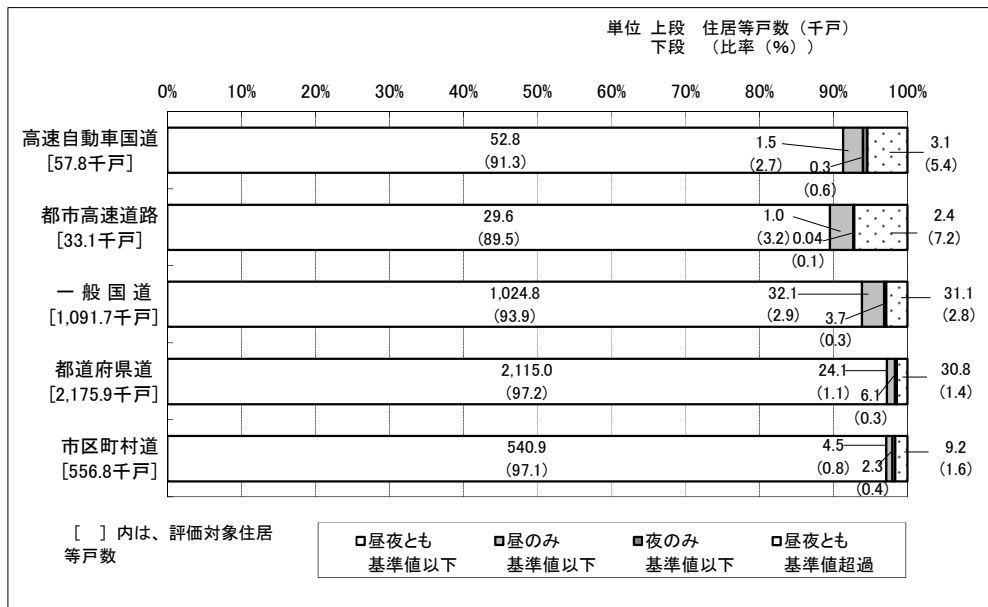 単位 上段 住居等戸数（千戸）
下段 （比率（%））
0% 10% 20% 30% 40% 50% 60% 70% 80% 90% 100%
高速自動車国道
[57.8千戸]
52.8
(91.3)
1.5
(2.7)
0.3
(0.6)
3.1
(5.4)
都市高速道路
[33.1千戸]
29.6
(89.5)
1.0
(3.2)
0.04
(0.1)
2.4
(7.2)
一 般 国 道
[1,091.7千戸]
1,024.8
(93.9)
32.1
(2.9)
3.7
(0.3)
31.1
(2.8)
都道府県道
[2,175.9千戸]
2,115.0
(97.2)
24.1
(1.1)
6.1
(0.3)
30.8
(1.4)
市区町村道
[556.8千戸]
540.9
(97.1)
4.5
(0.8)
2.3
(0.4)
9.2
(1.6)
［ ］内は、評価対象住居
等戸数
昼夜とも
基準値以下
昼のみ
基準値以下
夜のみ
基準値以下
昼夜とも
基準値超過